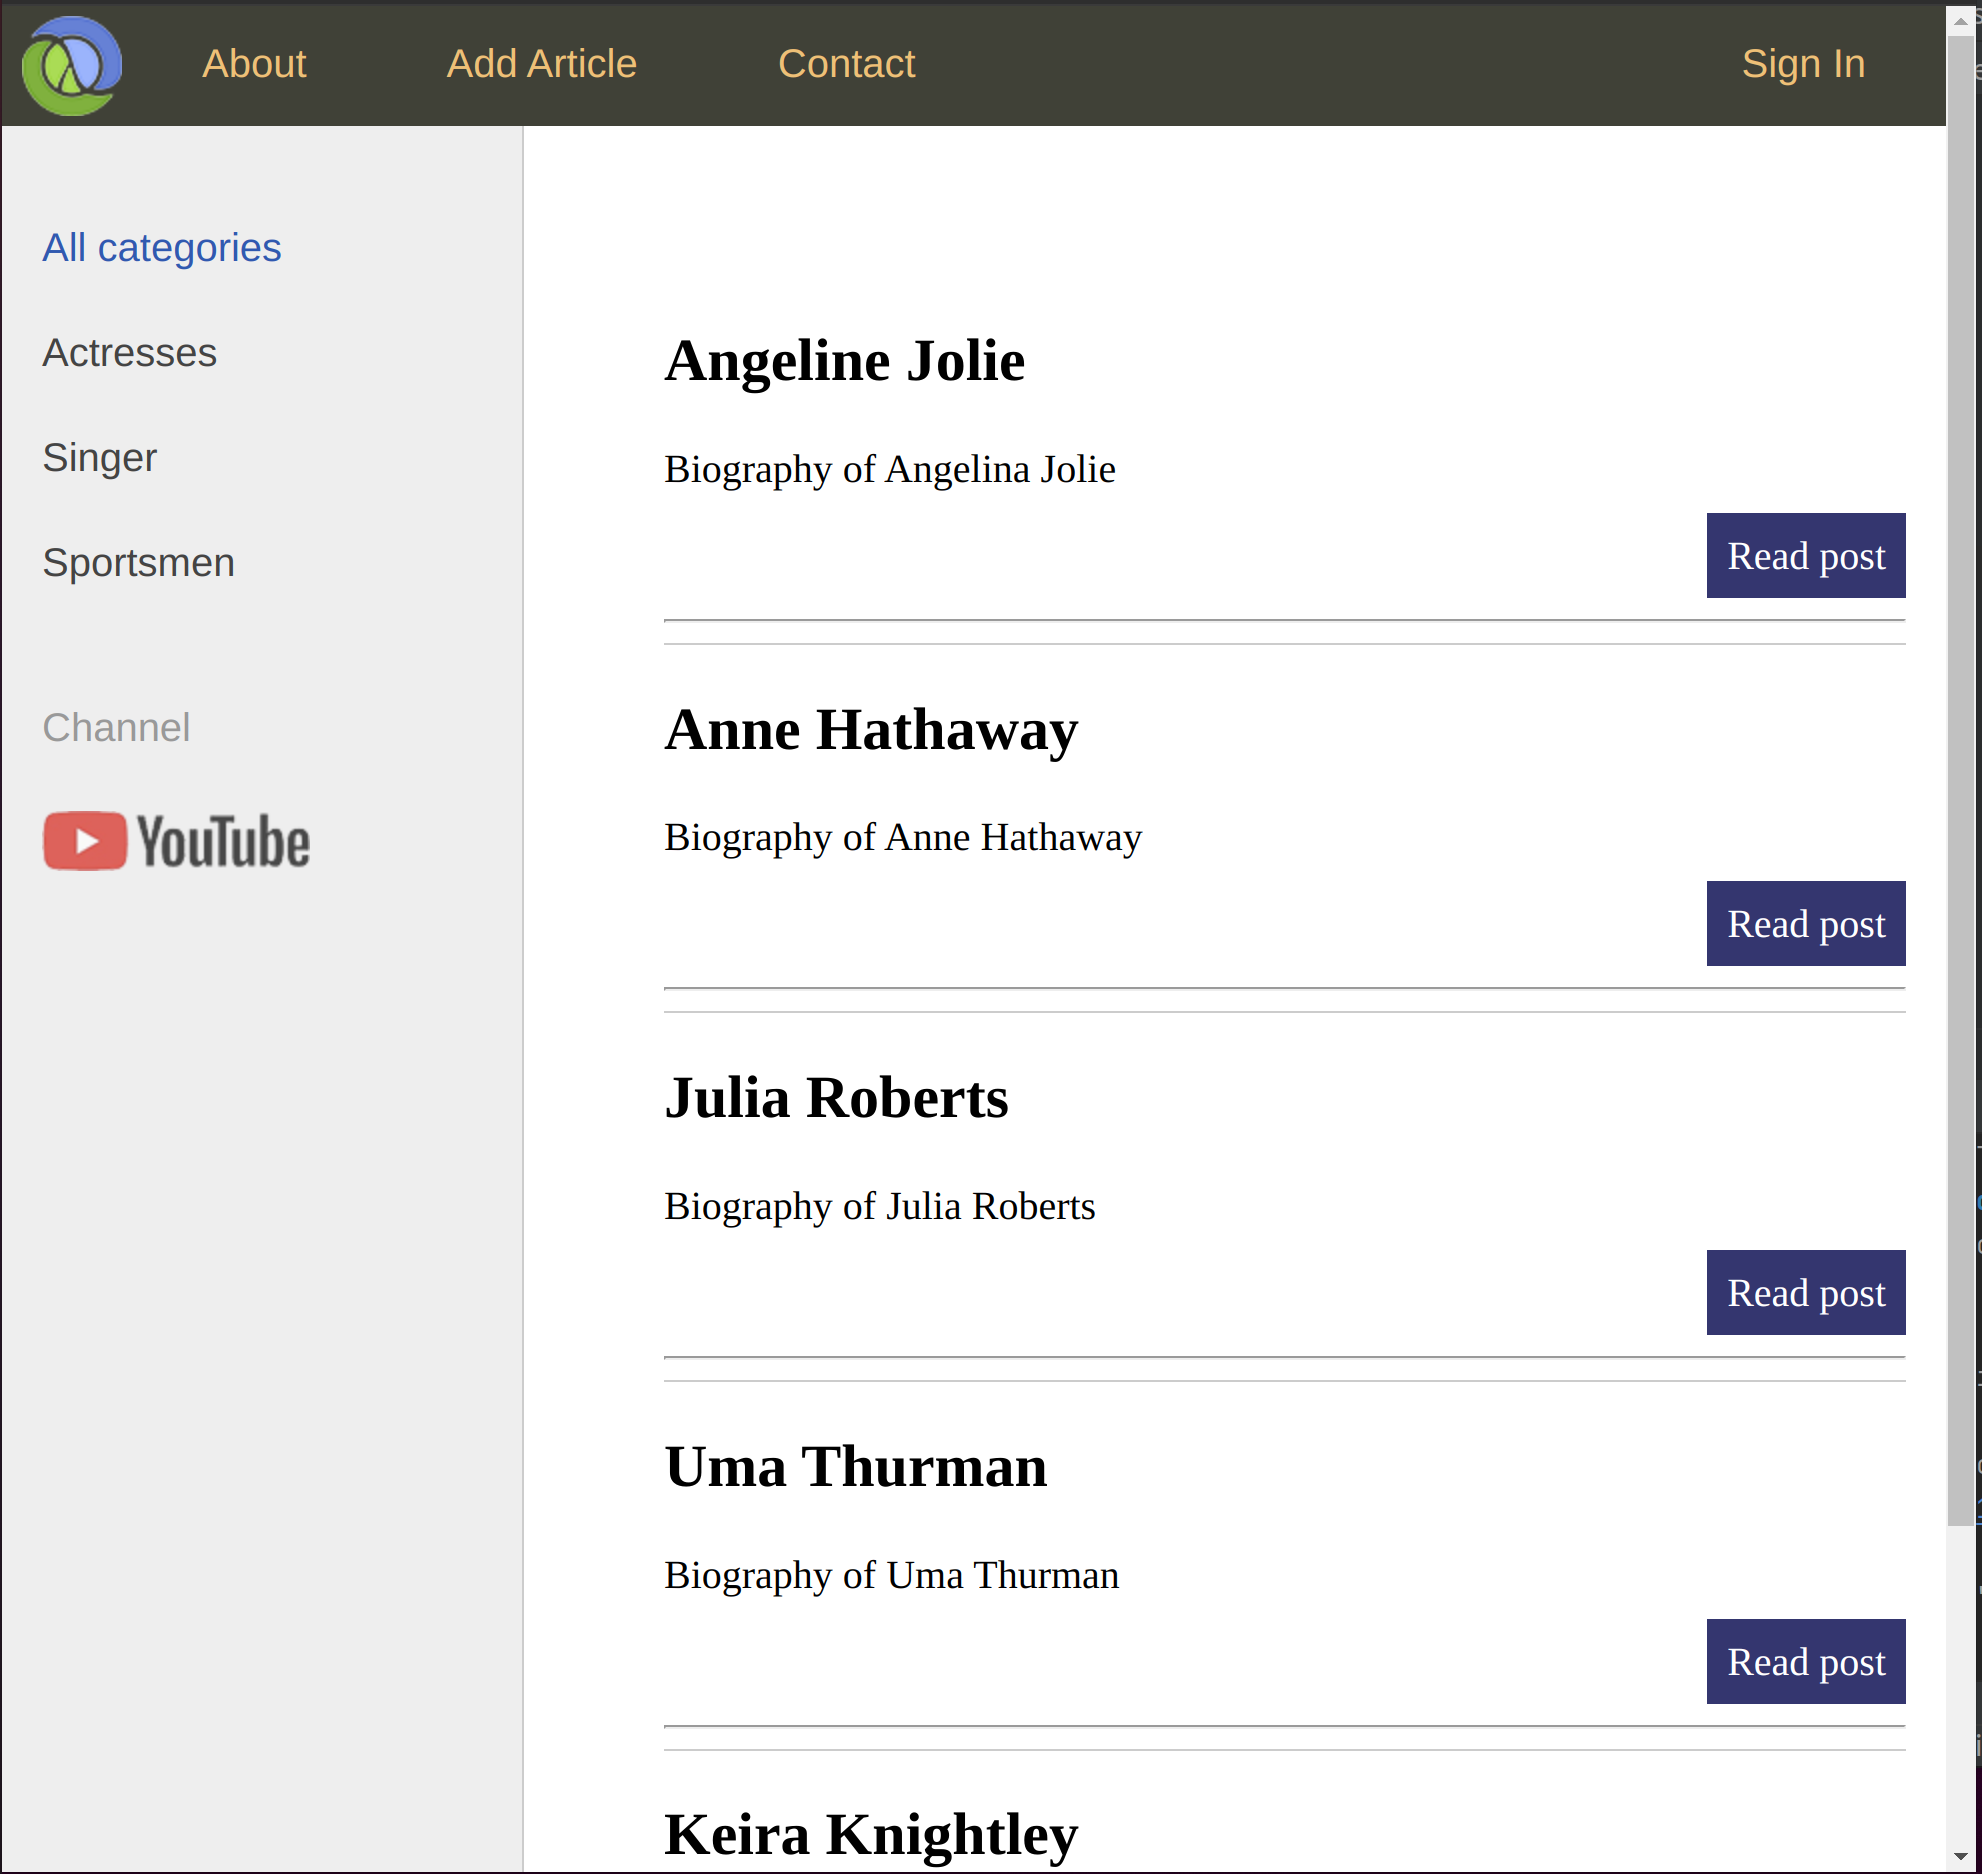 About Add Article Contact Sign In
All categories
Actresses
Singer
Sportsmen
Channel
YouTube
Angeline Jolie
Biography of Angelina Jolie
Read post
Anne Hathaway
Biography of Anne Hathaway
Read post
Julia Roberts
Biography of Julia Roberts
Read post
Uma Thurman
Biography of Uma Thurman
Read post
Keira Knightley